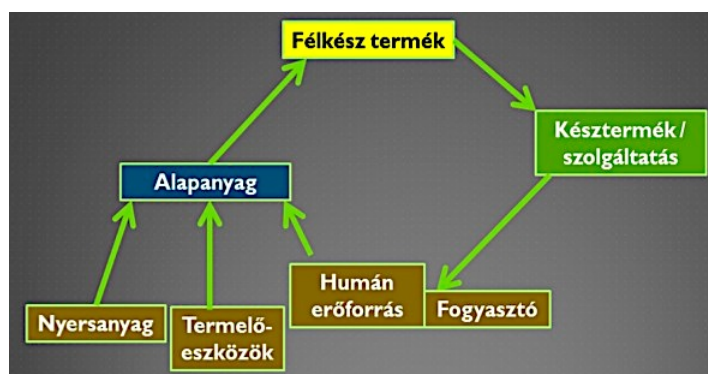 Félkész termék
Késztermék /
szolgáltatás
Alapanyag
Humán
erőforrás
Fogyasztó
Nyersanyag
Termelő-
eszközök